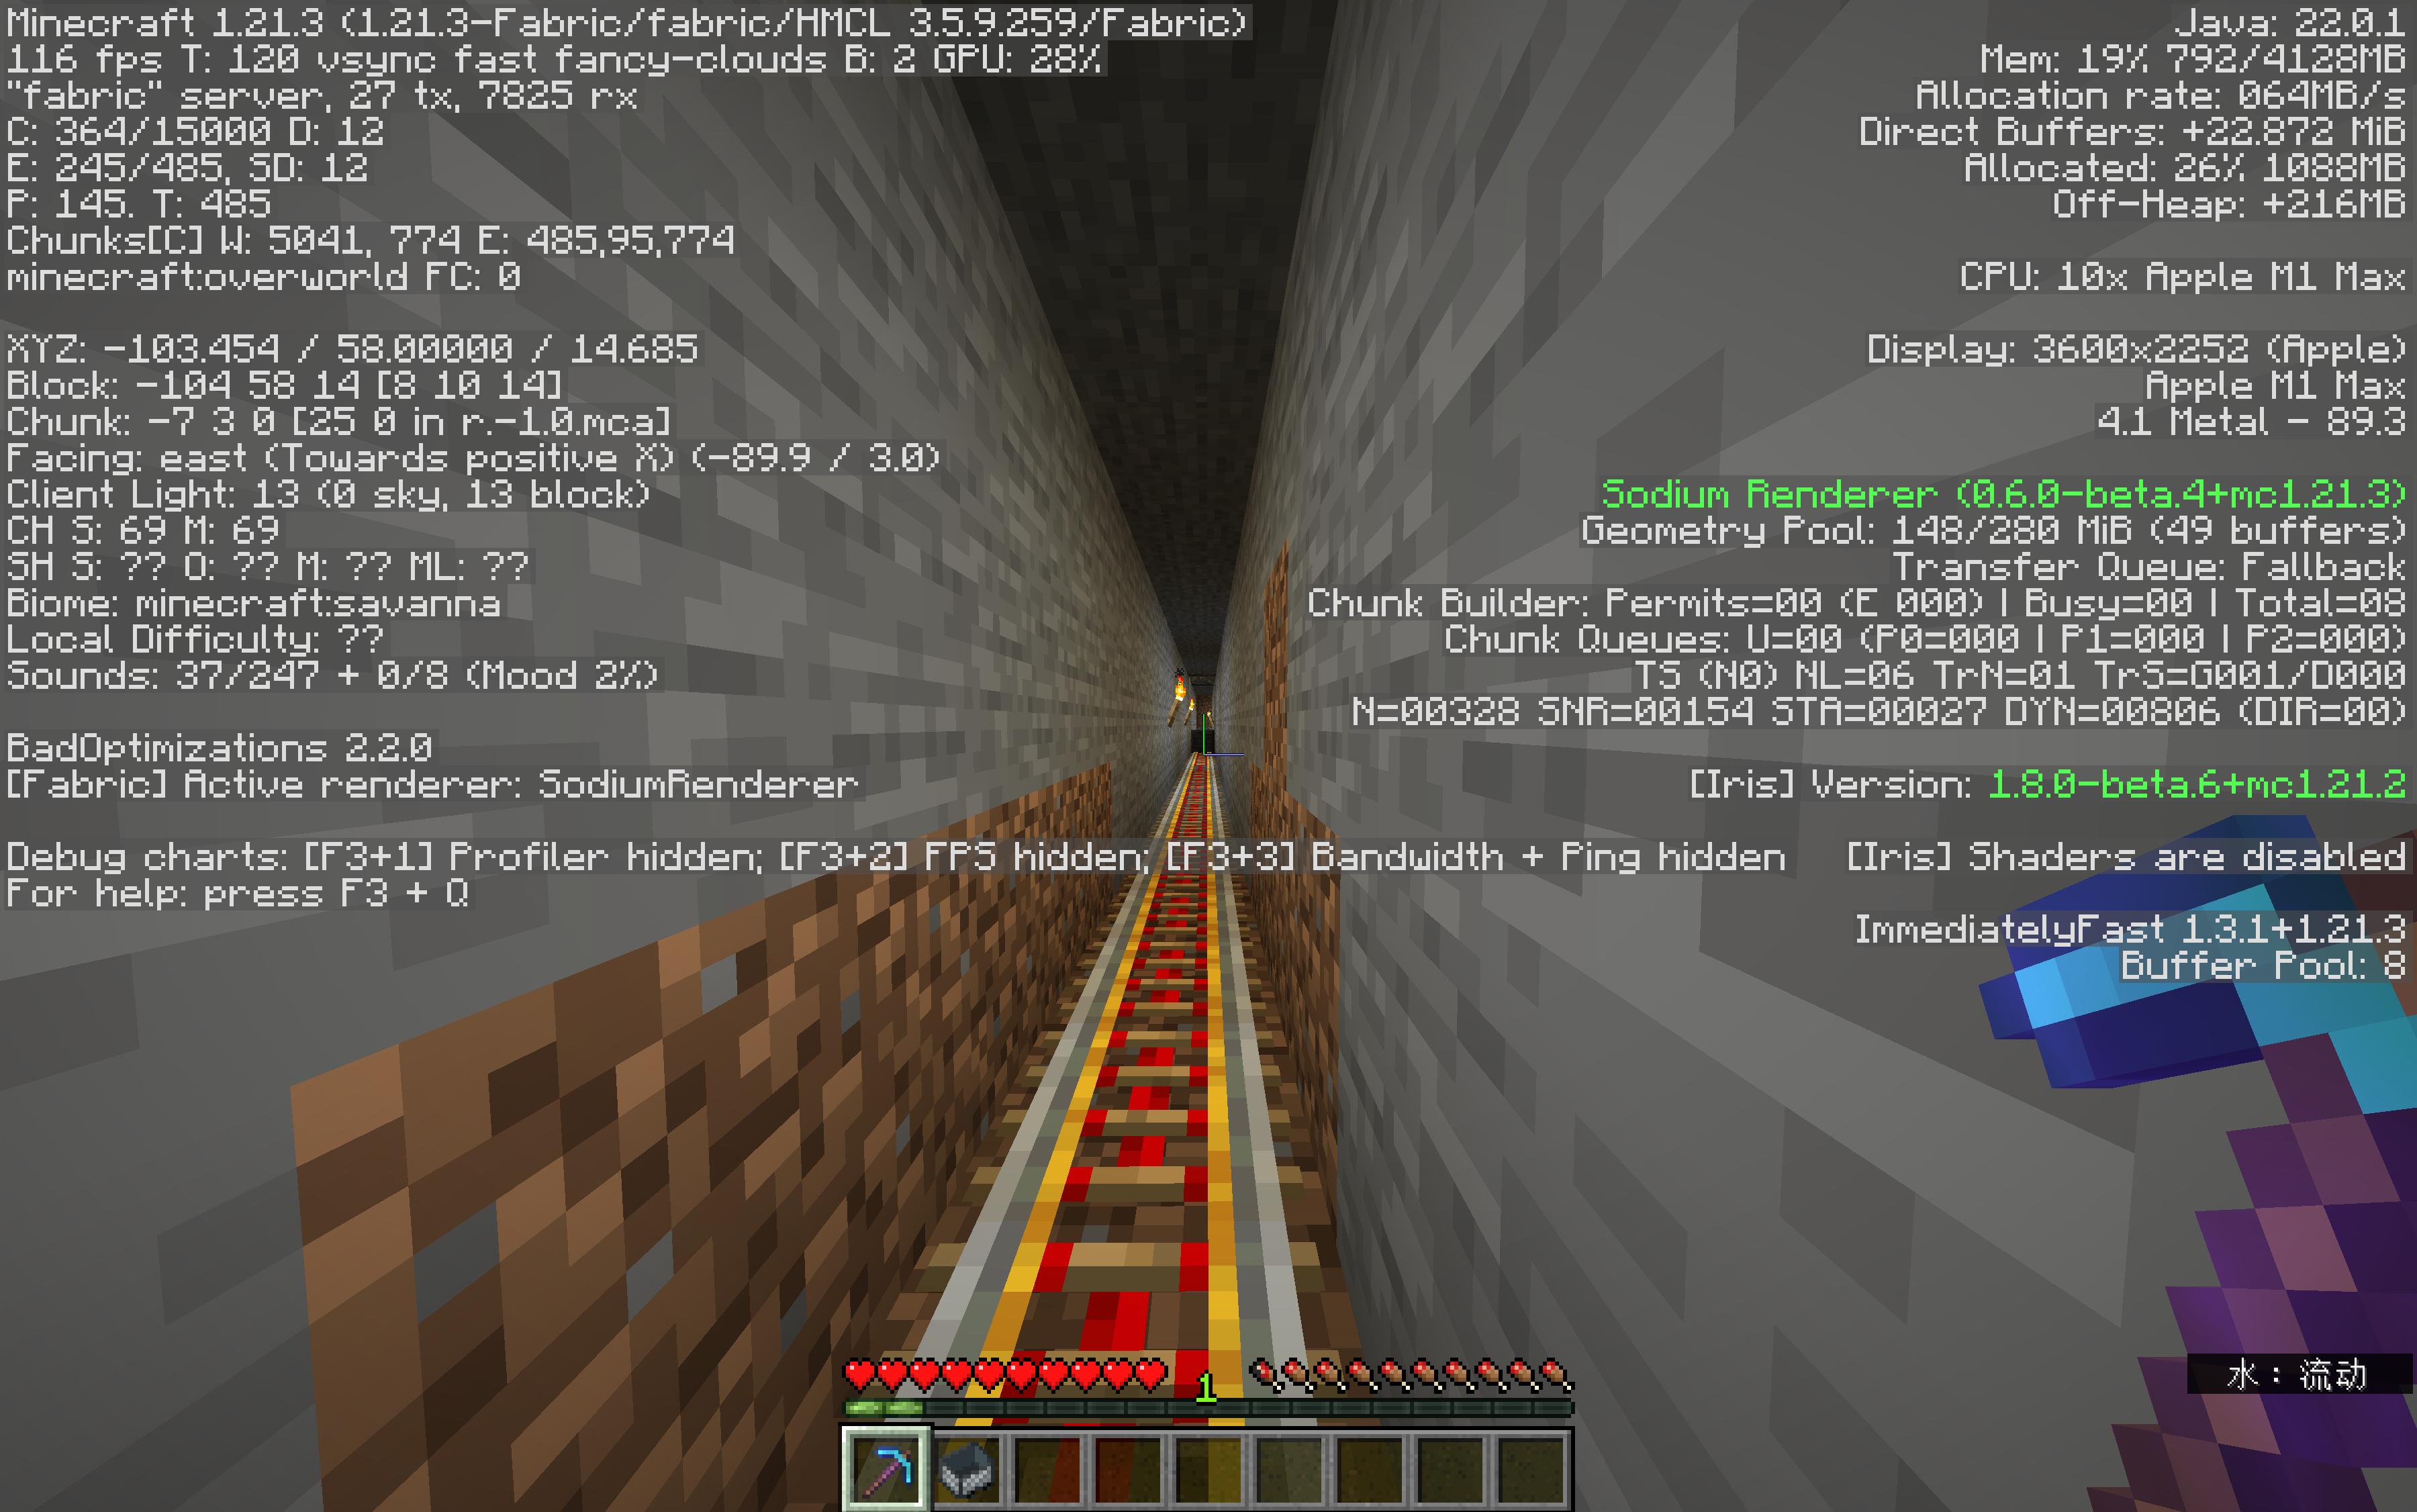 Minecraft 1.21.3 (1.21.3-Fabric/fabric/HMCL 3.5.9.259/Fabric)
116 fps T: 120 vsync fast fancy-clouds B: 2 GPU: 28%
"fabric" server, 27 tx, 7825 rx
C: 364/15000 D: 12
E: 245/485, SD: 12
P: 145. T: 485
Chunks[C] W: 5041, 774 E: 485,95,774
minecraft:overworld FC: 0
XYZ: -103.454 / 58.00000 / 14.685
Block: -104 58 14 [8 10 14]
Chunk: -7 3 0 [25 0 in r.-1.0.mca]
Facing: east (Towards positive X) (-89.9 / 3.0)
Client Light: 13 (0 sky, 13 block)
CH S: 69 M: 69
SH S: ?? O: ?? M: ?? ML: ??
Biome: minecraft:savanna
Local Difficulty: ??
Sounds: 37/247 + 0/8 (Mood 2%)
BadOptimizations 2.2.0
[Fabric] Active renderer: SodiumRenderer
Debug charts: [F3+1] Profiler hidden; [F3+2] FPS hidden; [F3+3] Bandwidth + Ping hidden
For help: press F3 + Q
Java: 22.0.1
Mem: 19% 792/4128MB
Allocation rate: 064MB/s
Direct Buffers: +22.872 MiB
Allocated: 26% 1088MB
Off-Heap: +216MB
CPU: 10x Apple M1 Max
Display: 3600x2252 (Apple)
Apple M1 Max
4.1 Metal - 89.3
Sodium Renderer (0.6.0-beta.4+mc1.21.3)
Geometry Pool: 148/280 MiB (49 buffers)
Transfer Queue: Fallback
Chunk Builder: Permits=00 (E 000) | Busy=00 | Total=08
Chunk Queues: U=00 (P0=000 | P1=000 | P2=000)
TS (N0) NL=06 TrN=01 TrS=G001/D000
N=00328 SNR=00154 STA=00027 DYN=00806 (DIR=00)
[Iris] Version: 1.8.0-beta.6+mc1.21.2
[Iris] Shaders are disabled
ImmediatelyFast 1.3.1+1.21.3
Buffer Pool: 8
水：流动
1